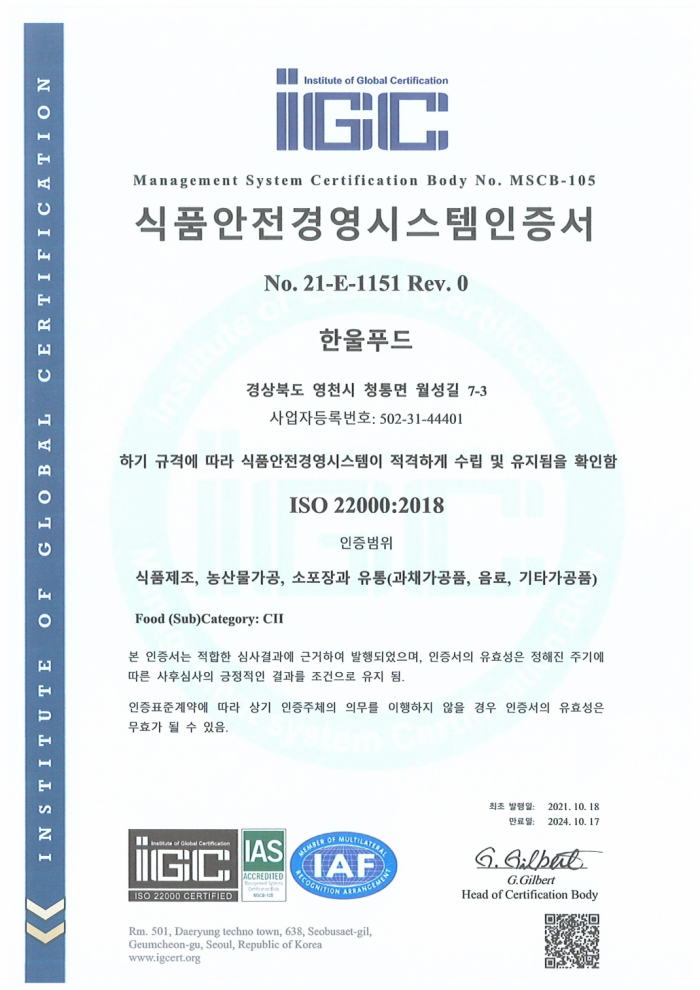 INSTITUTE OF GLOBAL CERTIFICATION
Institute of Global Certification
iGC
Management System Certification Body No. MSCB-105
식품안전경영시스템인증서
No. 21-E-1151 Rev. 0
한울푸드
경상북도 영천시 청통면 월성길 7-3
사업자등록번호: 502-31-44401
하기 규격에 따라 식품안전경영시스템이 적격하게 수립 및 유지됨을 확인함
ISO 22000:2018
인증범위
식품제조, 농산물가공, 소포장과 유통(과채가공품, 음료, 기타가공품)
Food (Sub)Category: CII
본 인증서는 적합한 심사결과에 근거하여 발행되었으며, 인증서의 유효성은 정해진 주기에
따른 사후심사의 긍정적인 결과를 조건으로 유지 됨.
인증표준계약에 따라 상기 인증주체의 의무를 이행하지 않을 경우 인증서의 유효성은
무효가 될 수 있음.
최초 발행일: 2021. 10. 18
만료일: 2024. 10. 17
Institute of Global Certification
iGC
ISO 22000 CERTIFIED
IAS
ACCREDITED
Management Systems
Certification Body
MSCB-105
MEMBER OF MULTILATERAL
IAF
RECOGNITION ARRANGEMENT
G. Gilbert
G.Gilbert
Head of Certification Body
Rm. 501, Daeryung techno town, 638, Seobusaet-gil,
Geumcheon-gu, Seoul, Republic of Korea
www.igcert.org